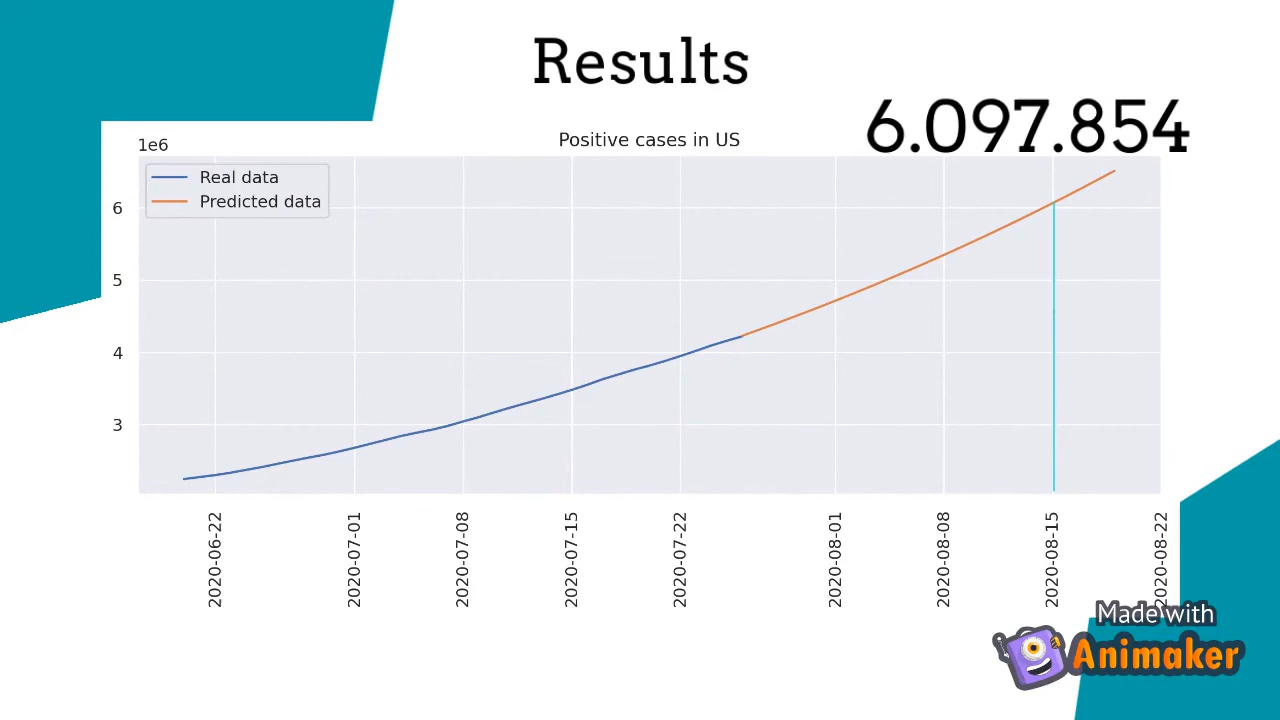 Results
6.097.854
Positive cases in US
1e6
Real data
Predicted data
6
5
4
3
2020-06-22
2020-07-01
2020-07-08
2020-07-15
2020-07-22
2020-08-01
2020-08-08
2020-08-15
2020-08-22
Made with
Animaker